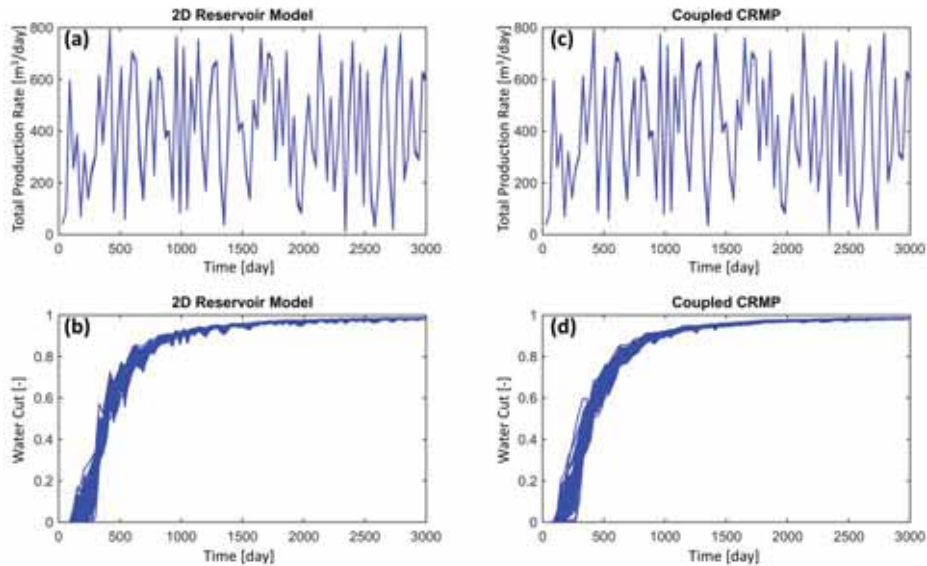 2D Reservoir Model
(a)
Total Production Rate [m³/day]
800
600
400
200
0
0 500 1000 1500 2000 2500 3000
Time [day]
Coupled CRMP
(c)
Total Production Rate [m³/day]
800
600
400
200
0
0 500 1000 1500 2000 2500 3000
Time [day]
2D Reservoir Model
(b)
Water Cut [-]
1
0.8
0.6
0.4
0.2
0
0 500 1000 1500 2000 2500 3000
Time [day]
Coupled CRMP
(d)
Water Cut [-]
1
0.8
0.6
0.4
0.2
0
0 500 1000 1500 2000 2500 3000
Time [day]